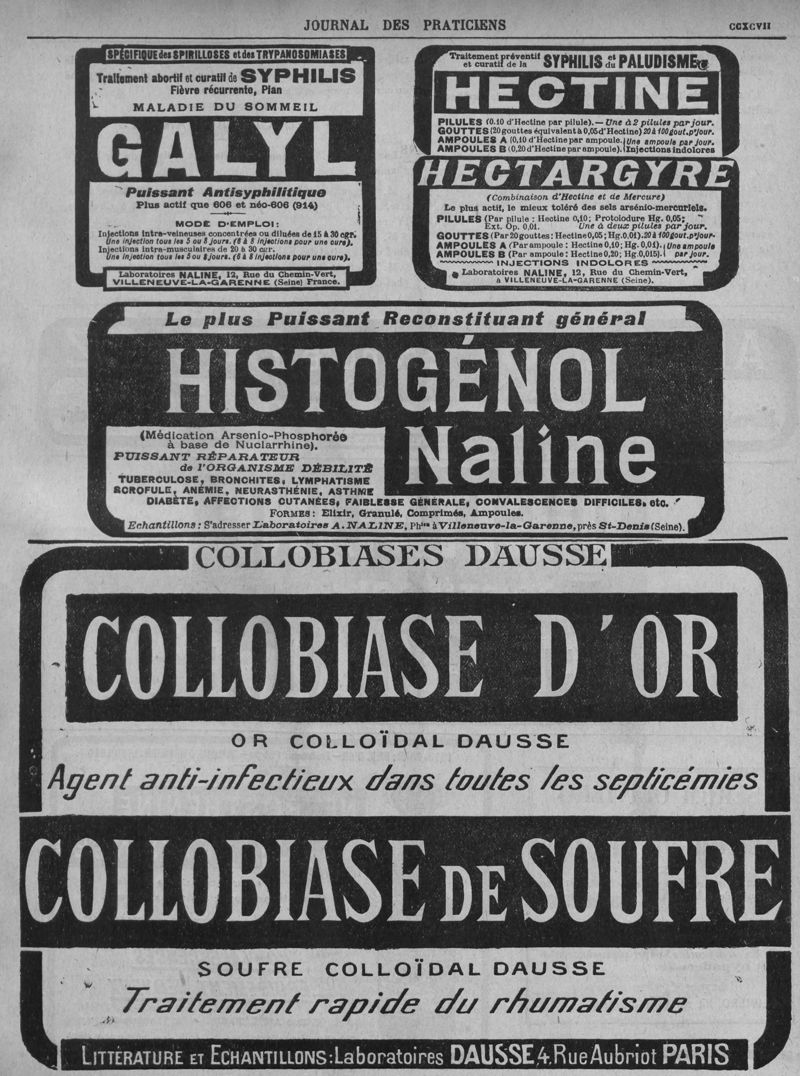 JOURNAL DES PRATICIENS
CCXCVII
SPÉCIFIQUE des SPIRILLOSES et des TRYPANOSOMIASES
Traitement abortif et curatif de SYPHILIS
Fièvre récurrente, Pian
MALADIE DU SOMMEIL
GALYL
Puissant Antisyphilitique
Plus actif que 606 et néo-606 (914)
MODE D'EMPLOI:
Injections intra-veineuses concentrées ou diluées de 15 à 30 cgr.
Une injection tous les 5 ou 8 jours. (6 à 8 injections pour une cure).
Injections intra-musculaires de 20 à 30 cgr.
Une injection tous les 5 ou 8 jours. (6 à 8 injections pour une cure).
Laboratoires NALINE, 12, Rue du Chemin-Vert,
VILLENEUVE-LA-GARENNE (Seine) France.
Traitement préventif et curatif de la SYPHILIS et du PALUDISME
HECTINE
PILULES (0.10 d'Hectine par pilule). — Une à 2 pilules par jour.
GOUTTES (20 gouttes équivalent à 0,05 d'Hectine) 20 à 100 gout. p'jour.
AMPOULES A (0,10 d'Hectine par ampoule). Une ampoule par jour.
AMPOULES B (0,20 d'Hectine par ampoule). Injections indolores
HECTARGYRE
(Combinaison d'Hectine et de Mercure)
Le plus actif, le mieux toléré des sels arsénio-mercuriels.
PILULES (Par pilule : Hectine 0,10; Protoiodure Hg. 0,05;
Ext. Op. 0,01. Une à deux pilules par jour.
GOUTTES (Par 20 gouttes: Hectine 0,05; Hg. 0,01). 20 à 100 gout. p'jour.
AMPOULES A (Par ampoule : Hectine 0,10; Hg. 0,01). Une ampoule
AMPOULES B (Par ampoule : Hectine 0,20; Hg. 0,015). par jour.
INJECTIONS INDOLORES
Laboratoires NALINE, 12, Rue du Chemin-Vert,
à VILLENEUVE-LA-GARENNE (Seine).
Le plus Puissant Reconstituant général
HISTOGÉNOL
Naline
(Médication Arsenio-Phosphorée
à base de Nuclarrhine).
PUISSANT RÉPARATEUR
de l'ORGANISME DÉBILITÉ
TUBERCULOSE, BRONCHITES, LYMPHATISME
SCROFULE, ANÉMIE, NEURASTHÉNIE, ASTHME
DIABÈTE, AFFECTIONS CUTANÉES, FAIBLESSE GÉNÉRALE, CONVALESCENCES DIFFICILES. etc.
FORMES: Elixir, Granulé, Comprimés, Ampoules.
Echantillons : S'adresser Laboratoires A. NALINE, Phien à Villeneuve-la-Garenne, près St-Denis (Seine).
COLLOBIASES DAUSSE
COLLOBIASE D'OR
OR COLLOÏDAL DAUSSE
Agent anti-infectieux dans toutes les septicémies
COLLOBIASE DE SOUFRE
SOUFRE COLLOÏDAL DAUSSE
Traitement rapide du rhumatisme
LITTÉRATURE ET ECHANTILLONS: Laboratoires DAUSSE, 4, Rue Aubriot PARIS